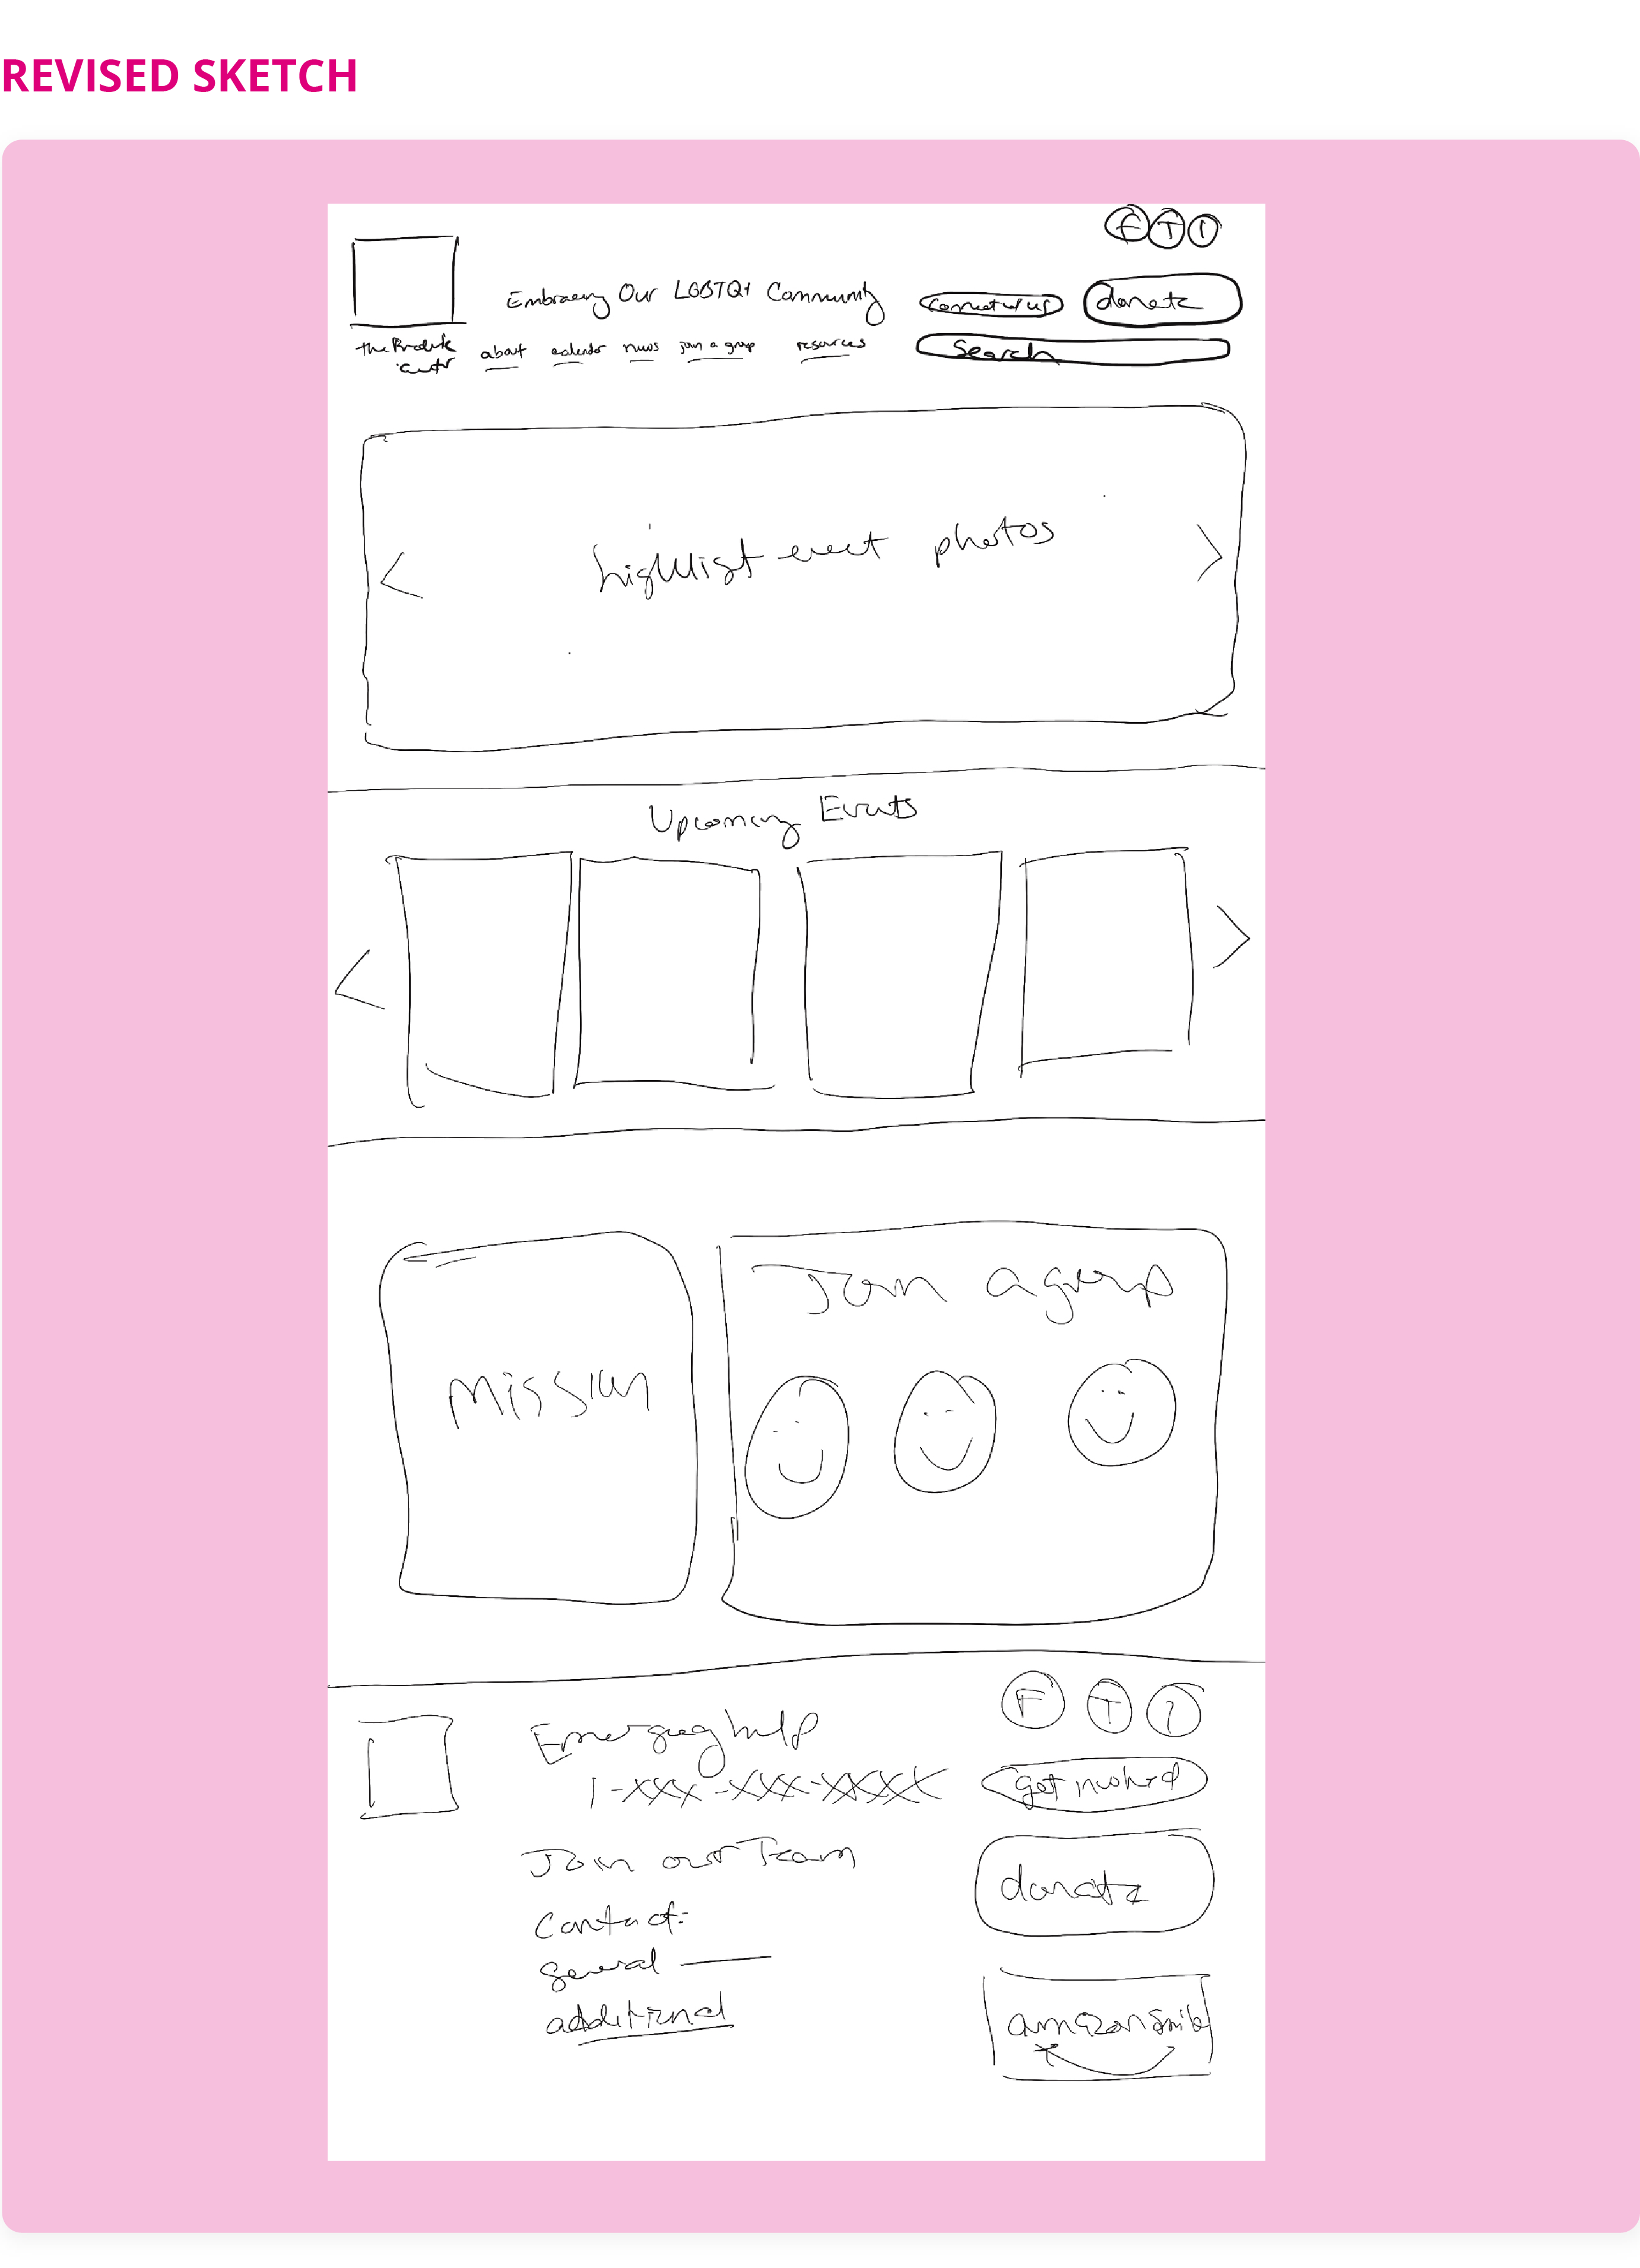 REVISED SKETCH
F T I
Embracing Our LGBTQ+ Community
connect w/ us
donate
the
center
about
calendar
news
join a group
resources
Search
< highlight event photos >
Upcoming Events
< >
Mission
Join a group
F T I
Emergency help
1-xxx-xxx-xxxx
get involved
Join our Team
donate
Contact:
general
additional
amazon smile